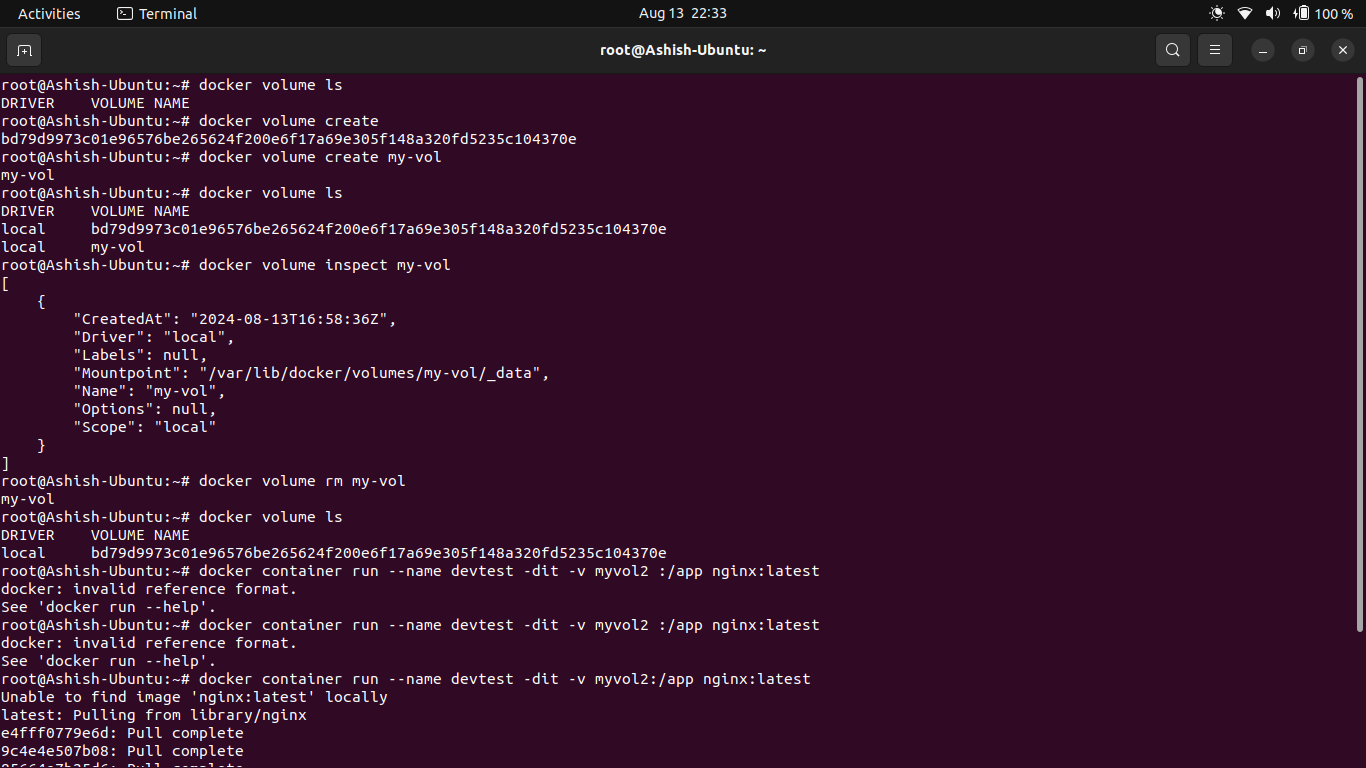 Activities Terminal Aug 13 22:33 100 %
root@Ashish-Ubuntu: ~
root@Ashish-Ubuntu:~# docker volume ls
DRIVER    VOLUME NAME
root@Ashish-Ubuntu:~# docker volume create
bd79d9973c01e96576be265624f200e6f17a69e305f148a320fd5235c104370e
root@Ashish-Ubuntu:~# docker volume create my-vol
my-vol
root@Ashish-Ubuntu:~# docker volume ls
DRIVER    VOLUME NAME
local     bd79d9973c01e96576be265624f200e6f17a69e305f148a320fd5235c104370e
local     my-vol
root@Ashish-Ubuntu:~# docker volume inspect my-vol
[
    {
        "CreatedAt": "2024-08-13T16:58:36Z",
        "Driver": "local",
        "Labels": null,
        "Mountpoint": "/var/lib/docker/volumes/my-vol/_data",
        "Name": "my-vol",
        "Options": null,
        "Scope": "local"
    }
]
root@Ashish-Ubuntu:~# docker volume rm my-vol
my-vol
root@Ashish-Ubuntu:~# docker volume ls
DRIVER    VOLUME NAME
local     bd79d9973c01e96576be265624f200e6f17a69e305f148a320fd5235c104370e
root@Ashish-Ubuntu:~# docker container run --name devtest -dit -v myvol2 :/app nginx:latest
docker: invalid reference format.
See 'docker run --help'.
root@Ashish-Ubuntu:~# docker container run --name devtest -dit -v myvol2 :/app nginx:latest
docker: invalid reference format.
See 'docker run --help'.
root@Ashish-Ubuntu:~# docker container run --name devtest -dit -v myvol2:/app nginx:latest
Unable to find image 'nginx:latest' locally
latest: Pulling from library/nginx
e4fff0779e6d: Pull complete
9c4e4e507b08: Pull complete
Pull complete